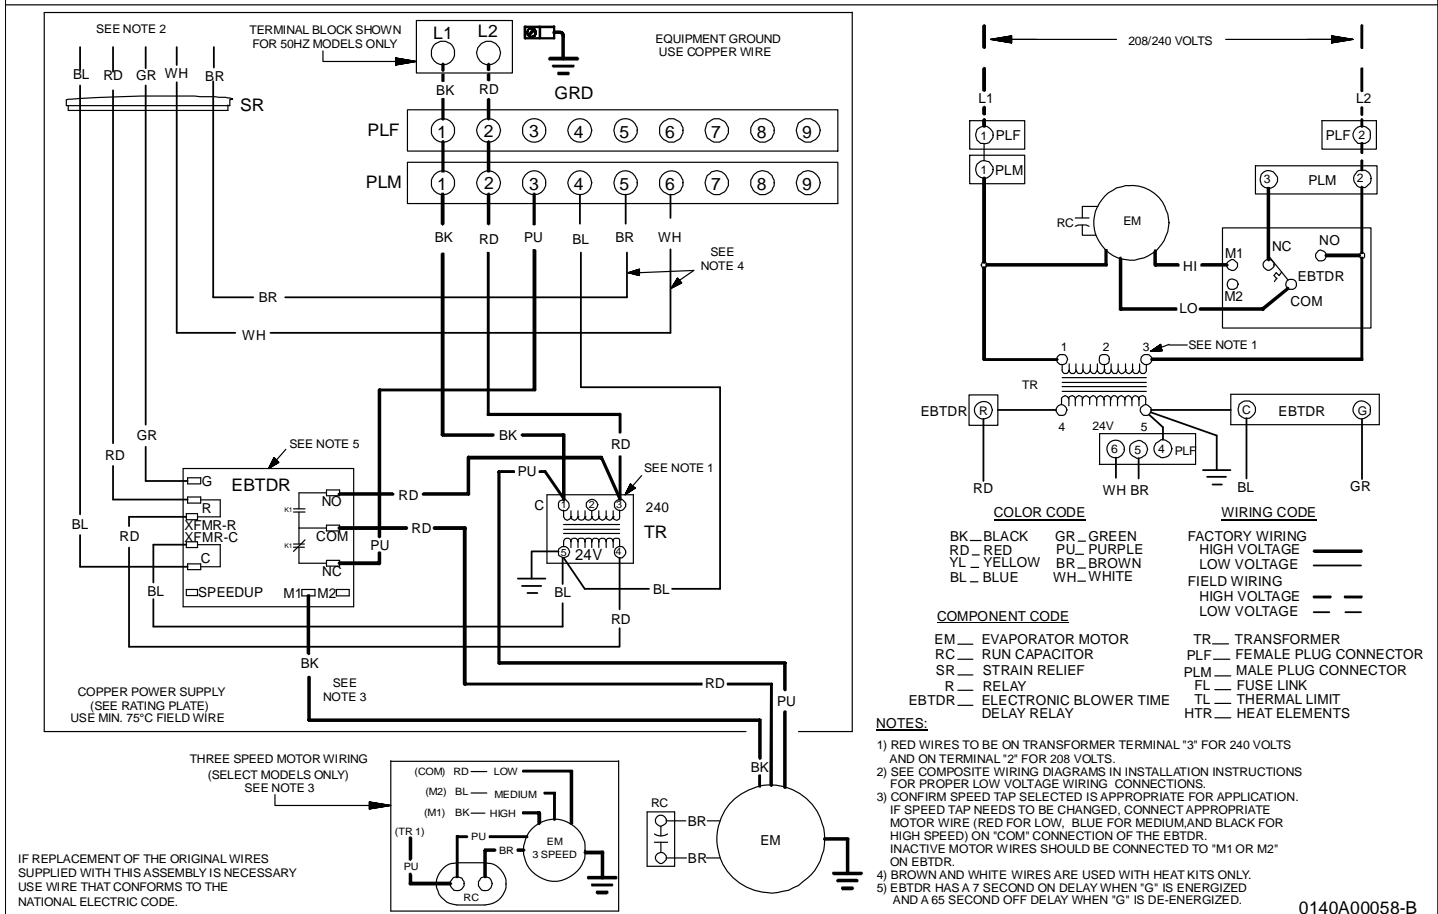 SEE NOTE 2
BL RD GR WH BR
SR
TERMINAL BLOCK SHOWN
FOR 50HZ MODELS ONLY
L1 L2
BK RD
GRD
EQUIPMENT GROUND
USE COPPER WIRE
PLF 1 2 3 4 5 6 7 8 9
PLM 1 2 3 4 5 6 7 8 9
BK RD PU BL BR WH
SEE
NOTE 4
BR
WH
GR
RD
BL
RD
BL
SEE NOTE 5
EBTDR
G
R
XFMR-R
XFMR-C
C
SPEEDUP
K1
K1
NO
COM
NC
M1 M2
RD
RD
PU
BK
PU
RD
SEE NOTE 1
C 1 2 3 240
TR
24V
5 4
BL
BL
RD
BK
SEE
NOTE 3
RD
PU
BK
COPPER POWER SUPPLY
(SEE RATING PLATE)
USE MIN. 75°C FIELD WIRE
THREE SPEED MOTOR WIRING
(SELECT MODELS ONLY)
SEE NOTE 3
(COM) RD LOW
(M2) BL MEDIUM
(M1) BK HIGH
(TR 1)
PU
PU
BR
EM
3 SPEED
RC
RC
BR
BR
EM
IF REPLACEMENT OF THE ORIGINAL WIRES
SUPPLIED WITH THIS ASSEMBLY IS NECESSARY
USE WIRE THAT CONFORMS TO THE
NATIONAL ELECTRIC CODE.
208/240 VOLTS
L1 L2
1 PLF
PLF 2
1 PLM
3 PLM 2
RC
EM
HI
LO
M1
M2
NC
NO
EBTDR
COM
1 2 3
SEE NOTE 1
TR
4 24V 5
EBTDR R
C EBTDR G
6 5 4 PLF
RD
WH BR
BL
GR
COLOR CODE
BK BLACK GR GREEN
RD RED PU PURPLE
YL YELLOW BR BROWN
BL BLUE WH WHITE
WIRING CODE
FACTORY WIRING
HIGH VOLTAGE
LOW VOLTAGE
FIELD WIRING
HIGH VOLTAGE
LOW VOLTAGE
COMPONENT CODE
EM EVAPORATOR MOTOR
RC RUN CAPACITOR
SR STRAIN RELIEF
R RELAY
EBTDR ELECTRONIC BLOWER TIME
DELAY RELAY
TR TRANSFORMER
PLF FEMALE PLUG CONNECTOR
PLM MALE PLUG CONNECTOR
FL FUSE LINK
TL THERMAL LIMIT
HTR HEAT ELEMENTS
NOTES:
1) RED WIRES TO BE ON TRANSFORMER TERMINAL "3" FOR 240 VOLTS
AND ON TERMINAL "2" FOR 208 VOLTS.
2) SEE COMPOSITE WIRING DIAGRAMS IN INSTALLATION INSTRUCTIONS
FOR PROPER LOW VOLTAGE WIRING CONNECTIONS.
3) CONFIRM SPEED TAP SELECTED IS APPROPRIATE FOR APPLICATION.
IF SPEED TAP NEEDS TO BE CHANGED, CONNECT APPROPRIATE
MOTOR WIRE (RED FOR LOW, BLUE FOR MEDIUM,AND BLACK FOR
HIGH SPEED) ON "COM" CONNECTION OF THE EBTDR.
INACTIVE MOTOR WIRES SHOULD BE CONNECTED TO "M1 OR M2"
ON EBTDR.
4) BROWN AND WHITE WIRES ARE USED WITH HEAT KITS ONLY.
5) EBTDR HAS A 7 SECOND ON DELAY WHEN "G" IS ENERGIZED
AND A 65 SECOND OFF DELAY WHEN "G" IS DE-ENERGIZED.
0140A00058-B